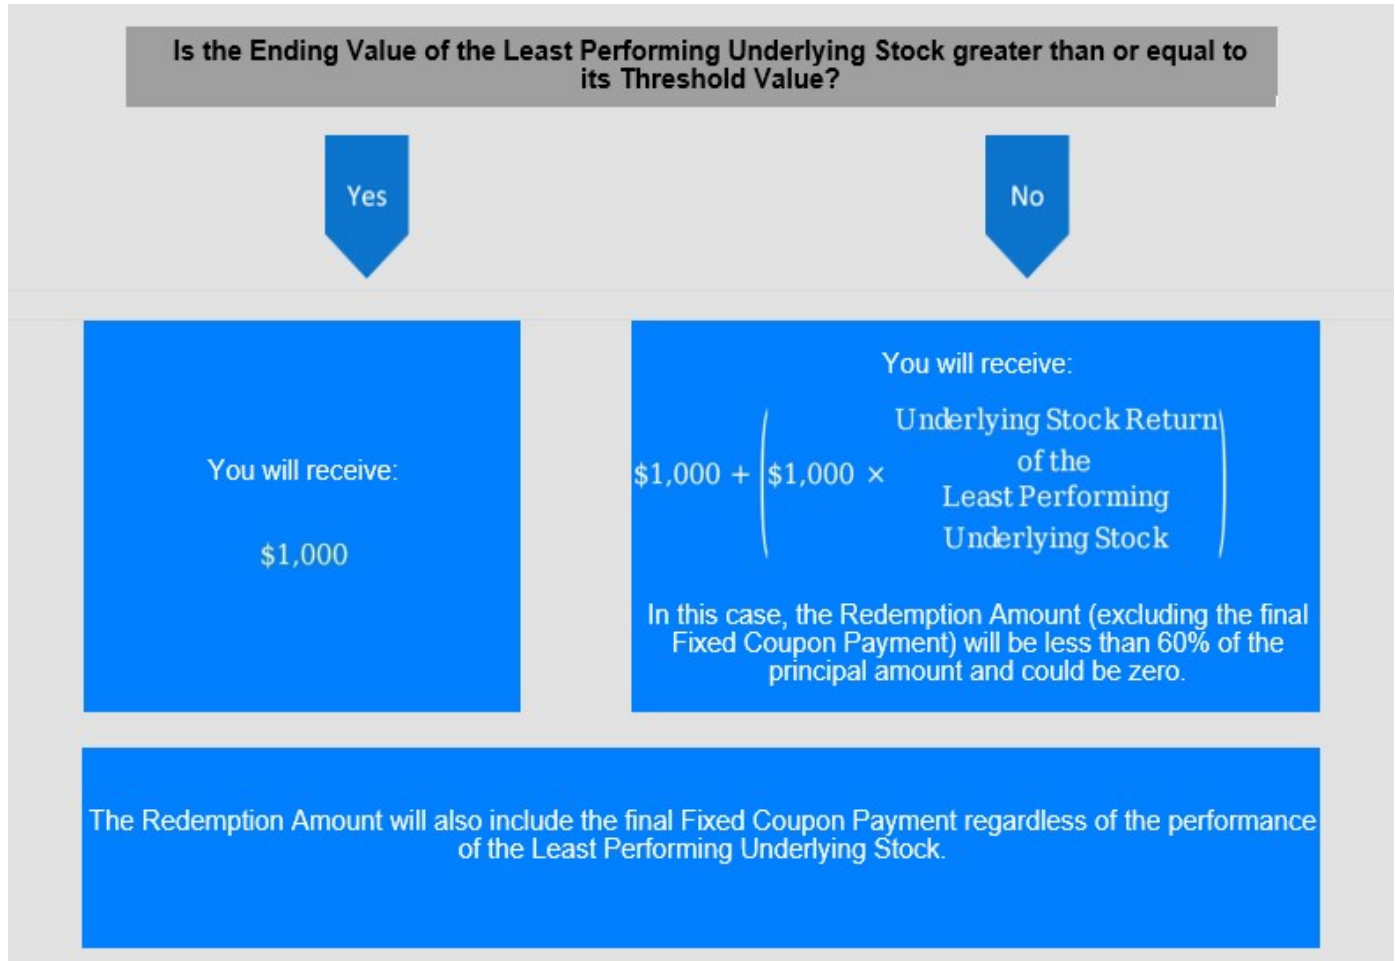 Is the Ending Value of the Least Performing Underlying Stock greater than or equal to
its Threshold Value?
Yes
No
You will receive:
$1,000
You will receive:
$1,000 + ($1,000 × Underlying Stock Return
of the
Least Performing
Underlying Stock)
In this case, the Redemption Amount (excluding the final
Fixed Coupon Payment) will be less than 60% of the
principal amount and could be zero.
The Redemption Amount will also include the final Fixed Coupon Payment regardless of the performance
of the Least Performing Underlying Stock.